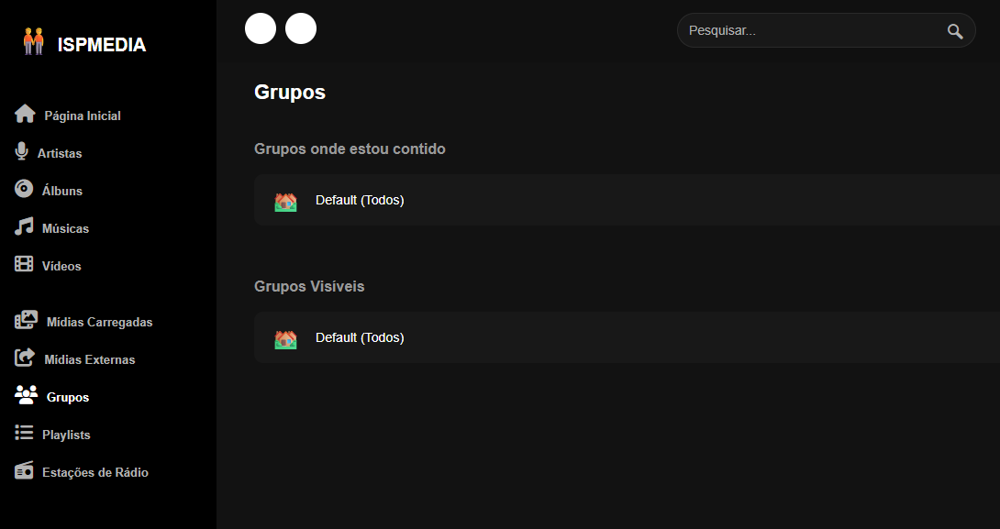 ISPMEDIA
Página Inicial
Artistas
Álbuns
Músicas
Vídeos
Mídias Carregadas
Mídias Externas
Grupos
Playlists
Estações de Rádio
Pesquisar...
Grupos
Grupos onde estou contido
Default (Todos)
Grupos Visíveis
Default (Todos)